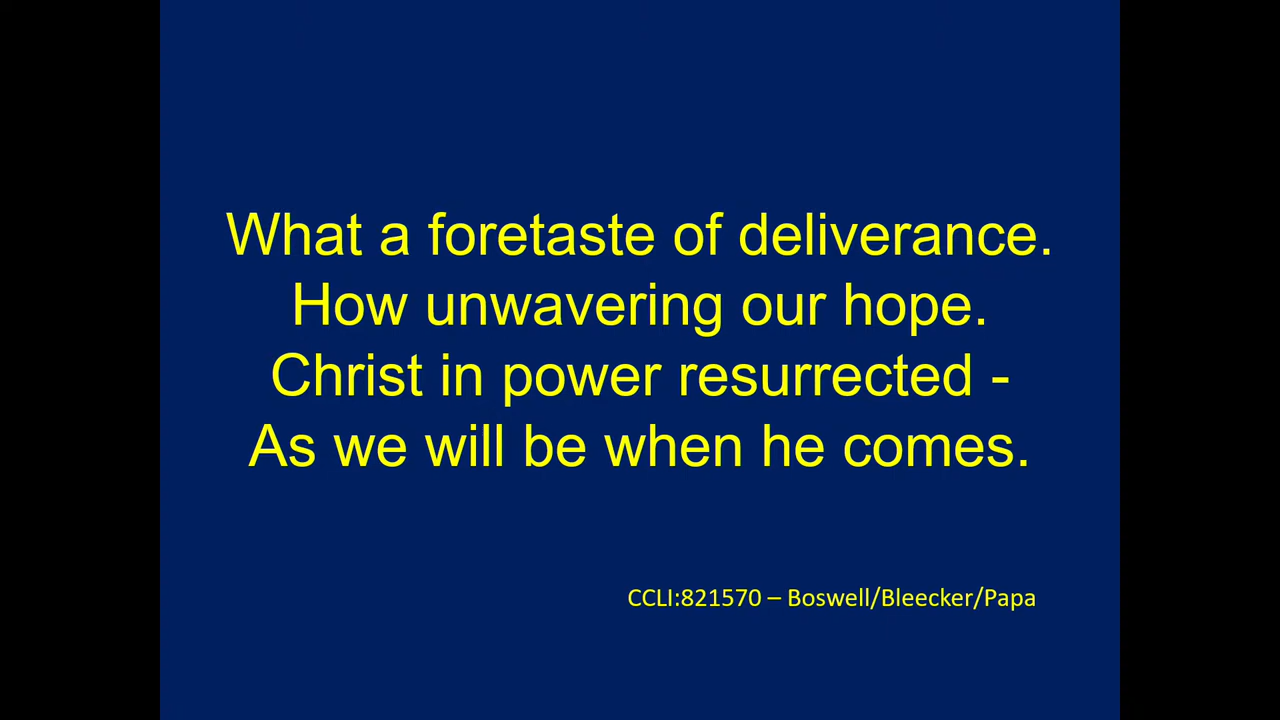 What a foretaste of deliverance.
How unwavering our hope.
Christ in power resurrected -
As we will be when he comes.
CCLI:821570 – Boswell/Bleecker/Papa